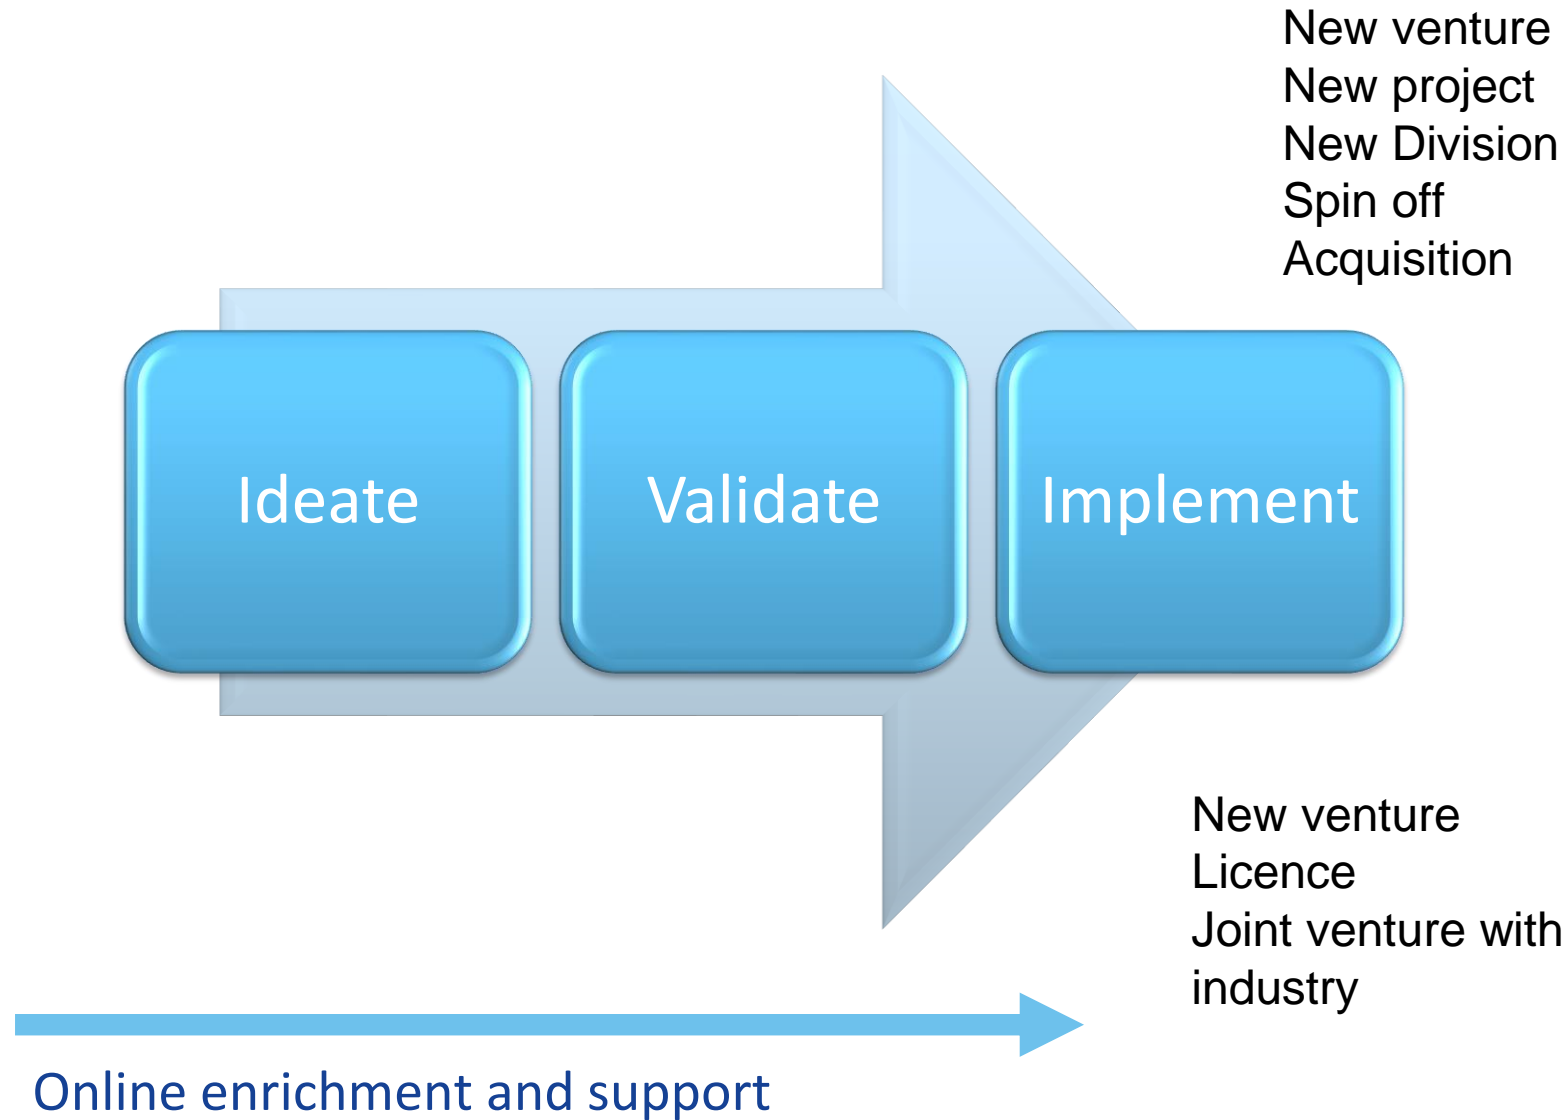 New venture
New project
New Division
Spin off
Acquisition
Ideate
Validate
Implement
New venture
Licence
Joint venture with
industry
Online enrichment and support